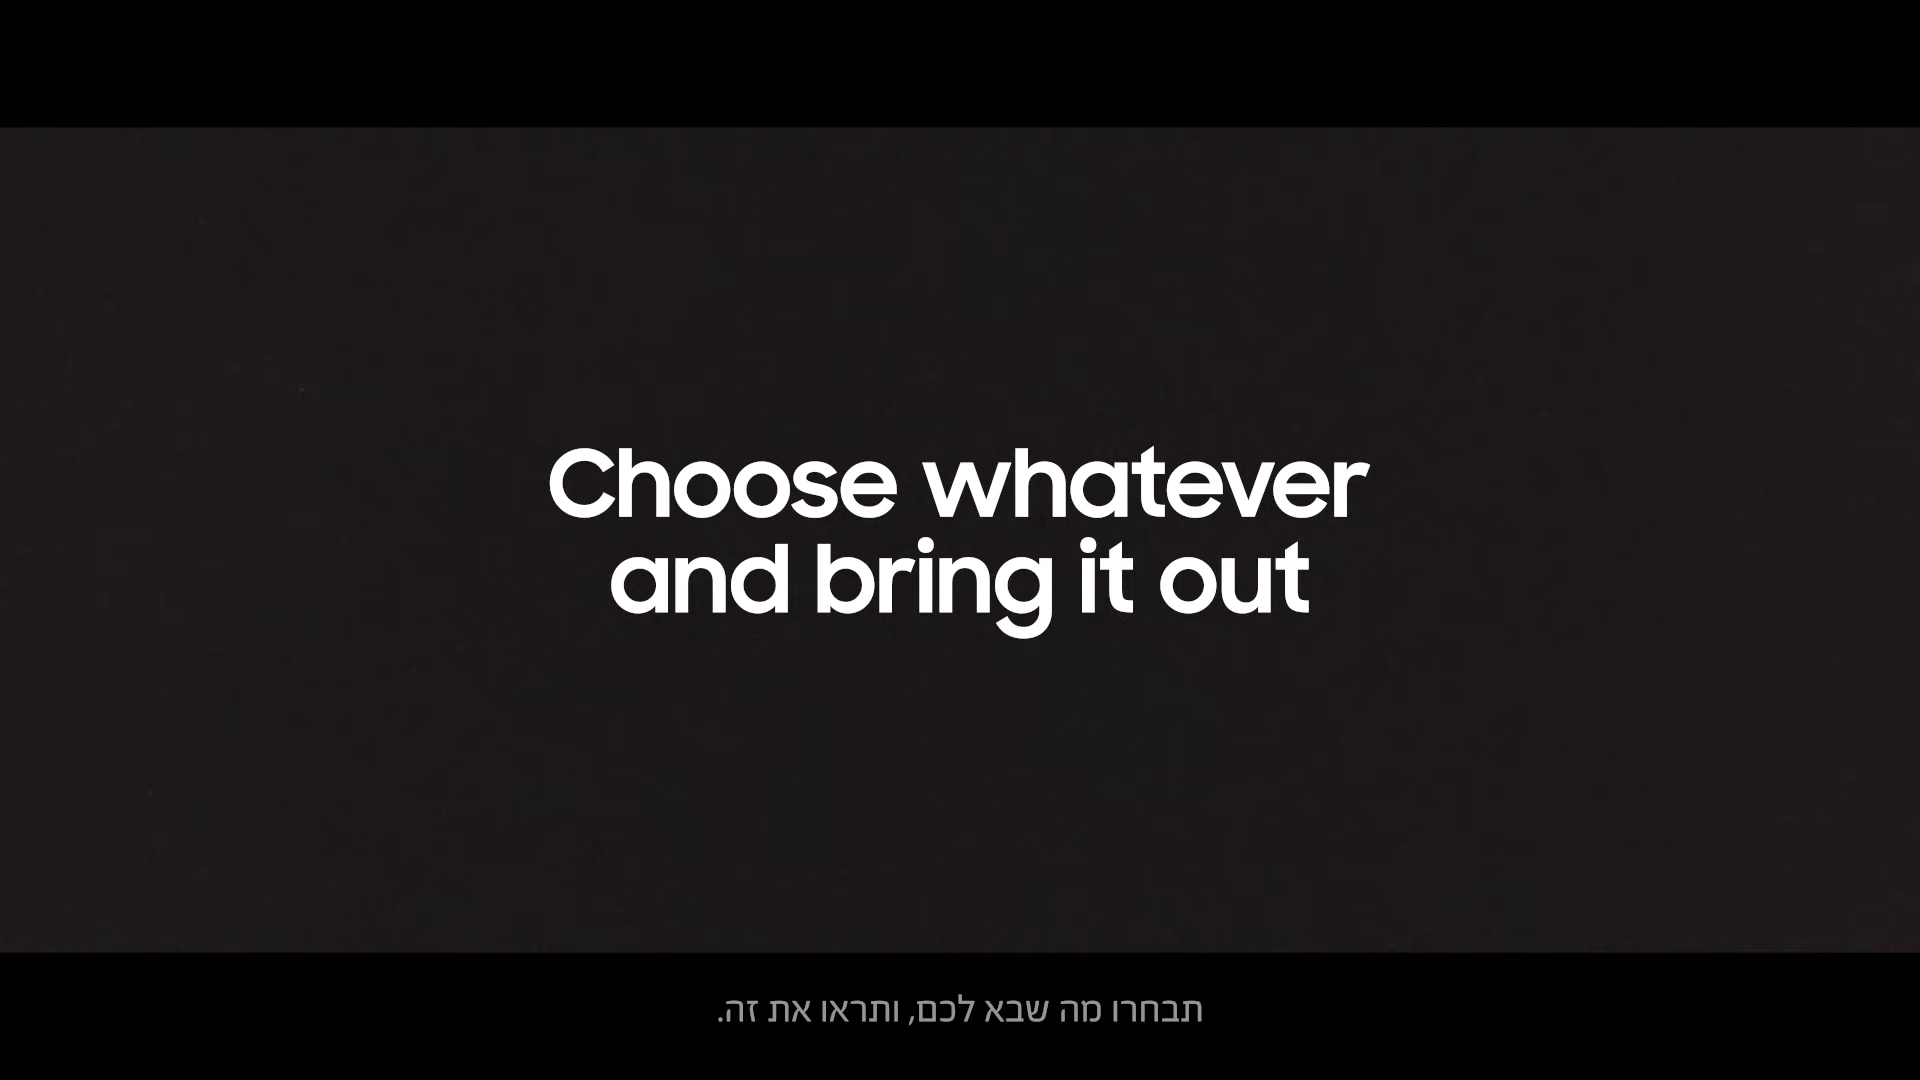 Choose whatever
and bring it out
תבחרו מה שבא לכם, ותראו את זה.